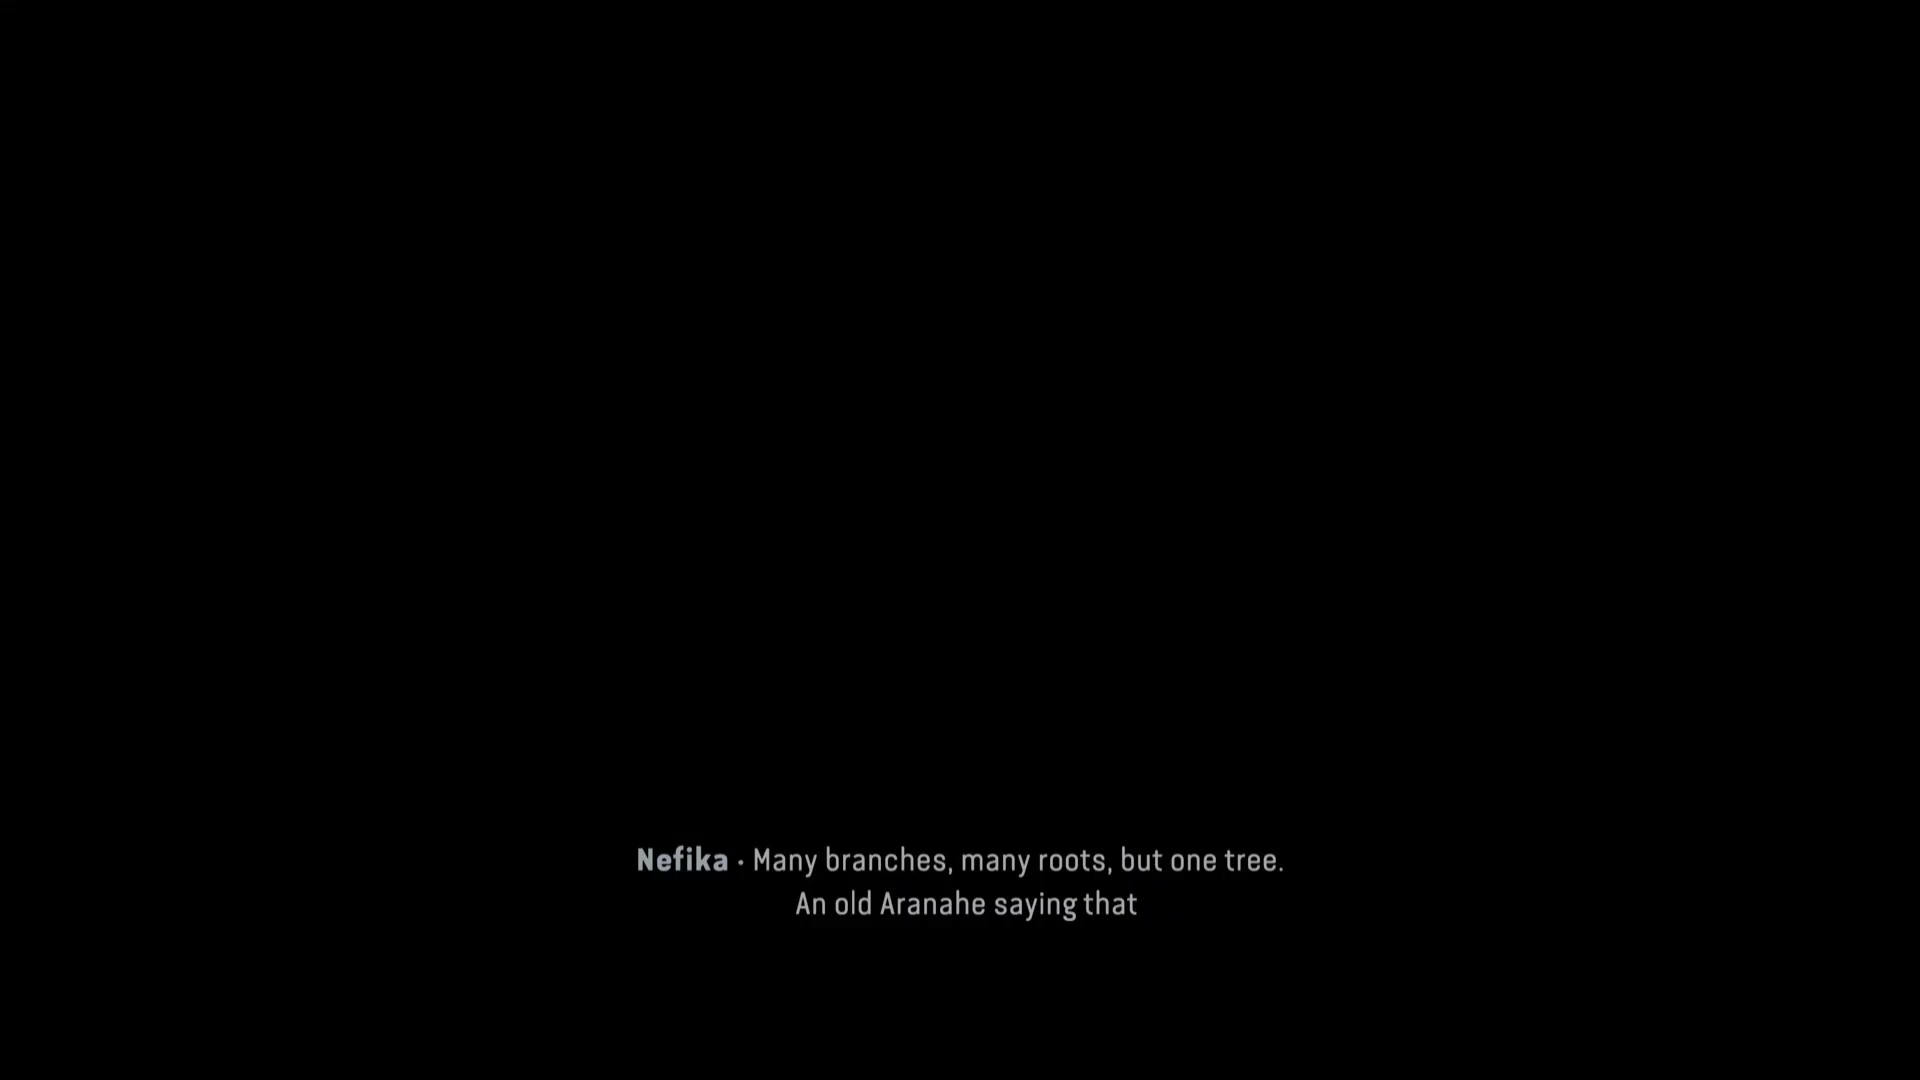 Nefika · Many branches, many roots, but one tree.
An old Aranahe saying that